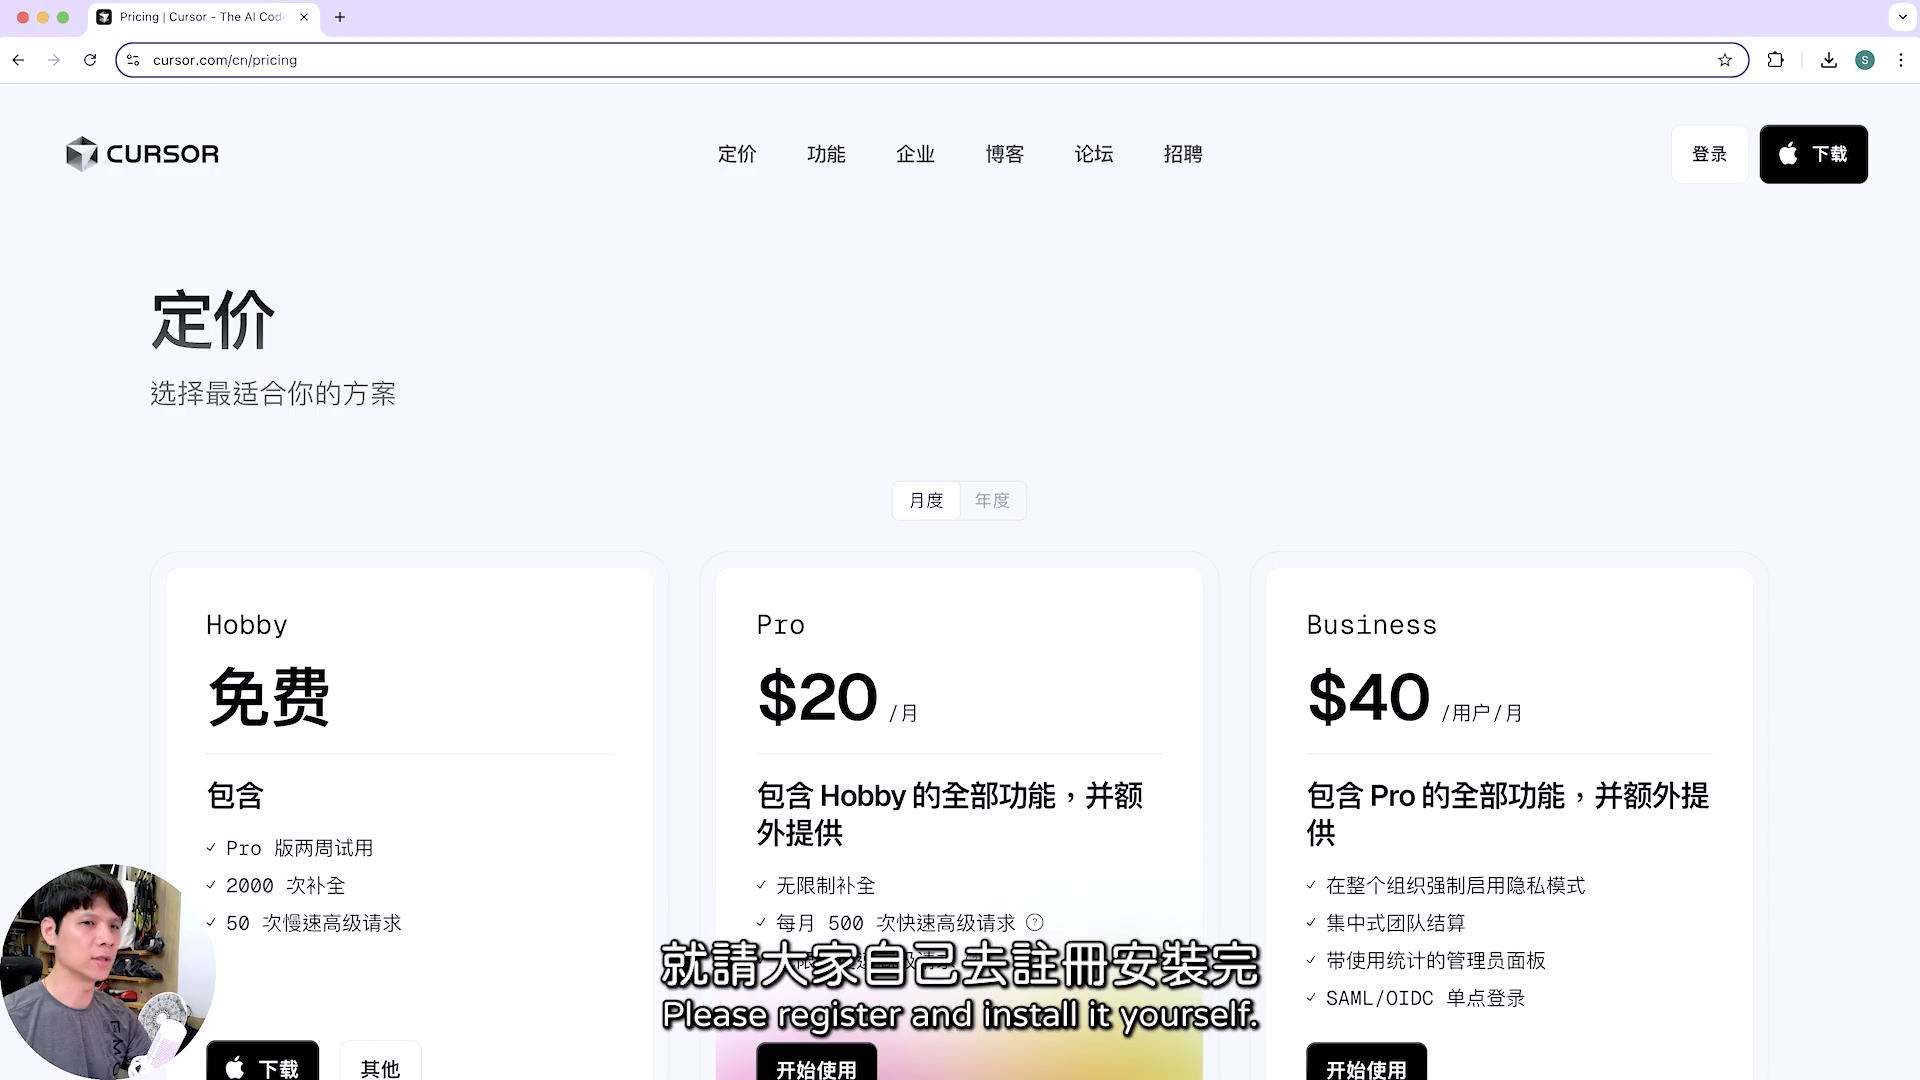 Pricing | Cursor - The AI Code
cursor.com/cn/pricing
S
CURSOR
定价
功能
企业
博客
论坛
招聘
登录
下载
定价
选择最适合你的方案
月度
年度
Hobby
免费
包含
✓ Pro 版两周试用
✓ 2000 次补全
✓ 50 次慢速高级请求
下载
其他
Pro
$20 /月
包含 Hobby 的全部功能，并额
外提供
✓ 无限制补全
✓ 每月 500 次快速高级请求 ?
开始使用
Business
$40 /用户/月
包含 Pro 的全部功能，并额外提
供
✓ 在整个组织强制启用隐私模式
✓ 集中式团队结算
✓ 带使用统计的管理员面板
✓ SAML/OIDC 单点登录
开始使用
就請大家自己去註冊安裝完
Please register and install it yourself.